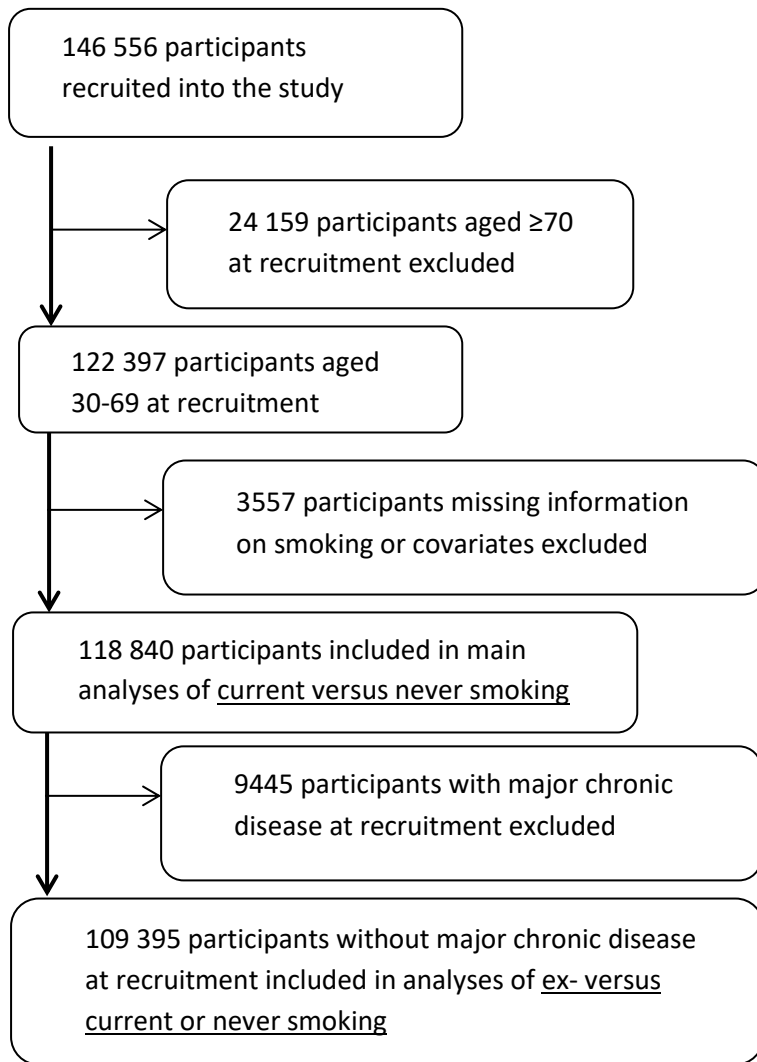 146 556 participants
recruited into the study
24 159 participants aged ≥70
at recruitment excluded
122 397 participants aged
30-69 at recruitment
3557 participants missing information
on smoking or covariates excluded
118 840 participants included in main
analyses of current versus never smoking
9445 participants with major chronic
disease at recruitment excluded
109 395 participants without major chronic disease
at recruitment included in analyses of ex- versus
current or never smoking